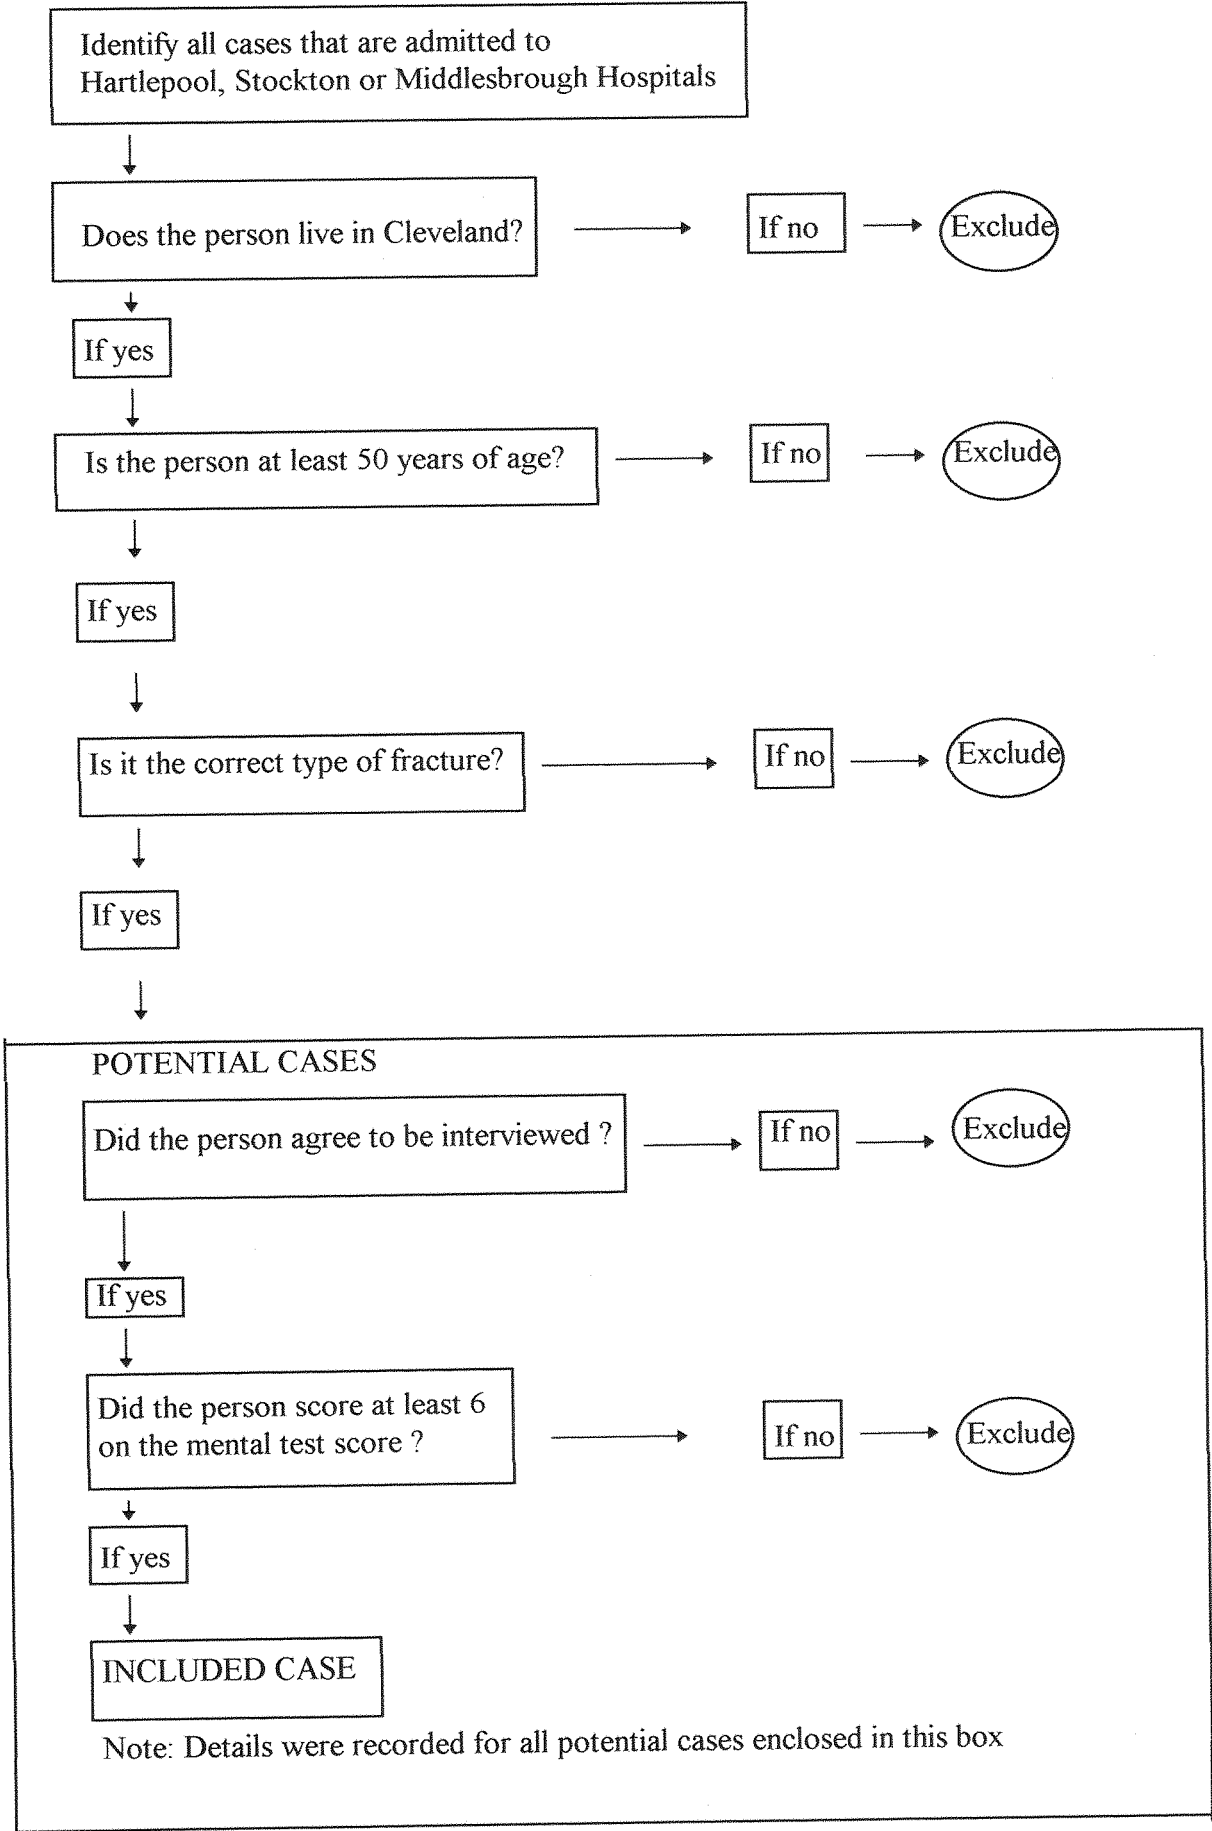 Identify all cases that are admitted to
Hartlepool, Stockton or Middlesbrough Hospitals
Does the person live in Cleveland?
If no
Exclude
If yes
Is the person at least 50 years of age?
If no
Exclude
If yes
Is it the correct type of fracture?
If no
Exclude
If yes
POTENTIAL CASES
Did the person agree to be interviewed ?
If no
Exclude
If yes
Did the person score at least 6
on the mental test score ?
If no
Exclude
If yes
INCLUDED CASE
Note: Details were recorded for all potential cases enclosed in this box